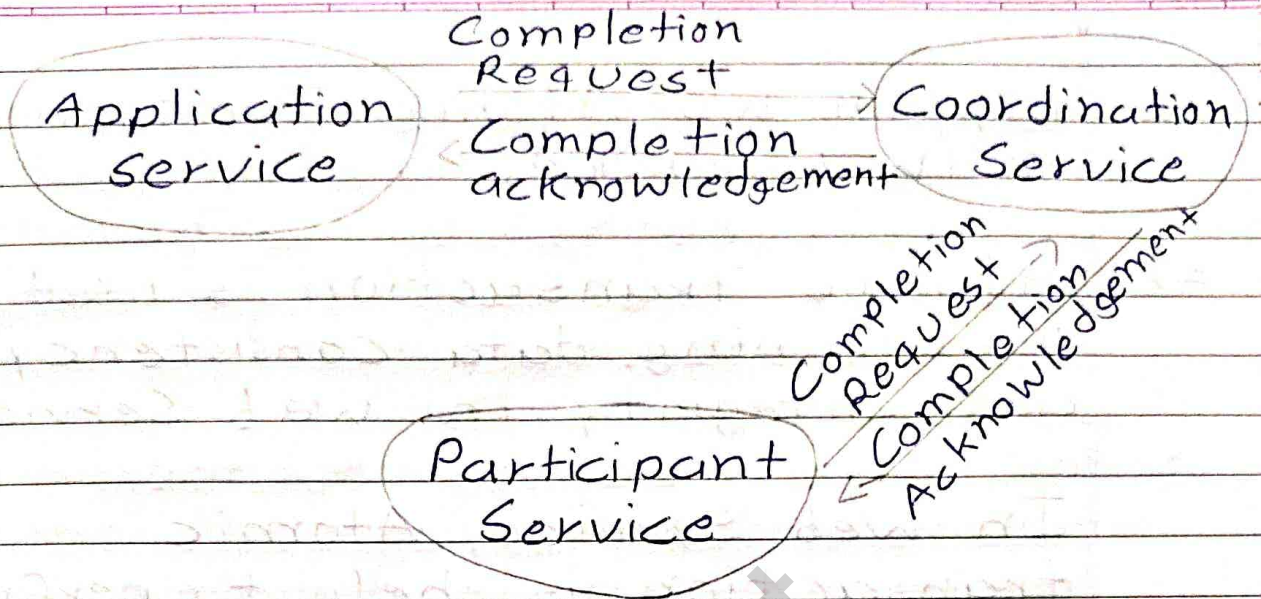 Completion
Request
Application
service
Coordination
Service
Completion
acknowledgement
Completion
Request
Completion
Acknowledgement
Participant
Service